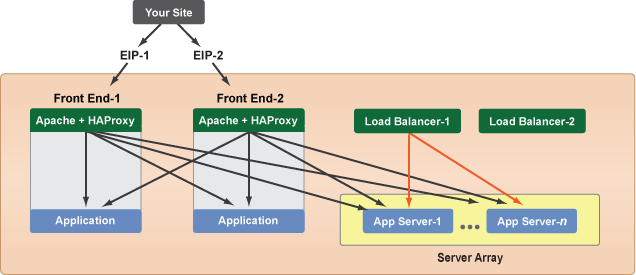 Your Site
EIP-1
EIP-2
Front End-1
Front End-2
Apache + HAProxy
Apache + HAProxy
Load Balancer-1
Load Balancer-2
Application
Application
App Server-1
App Server-n
Server Array